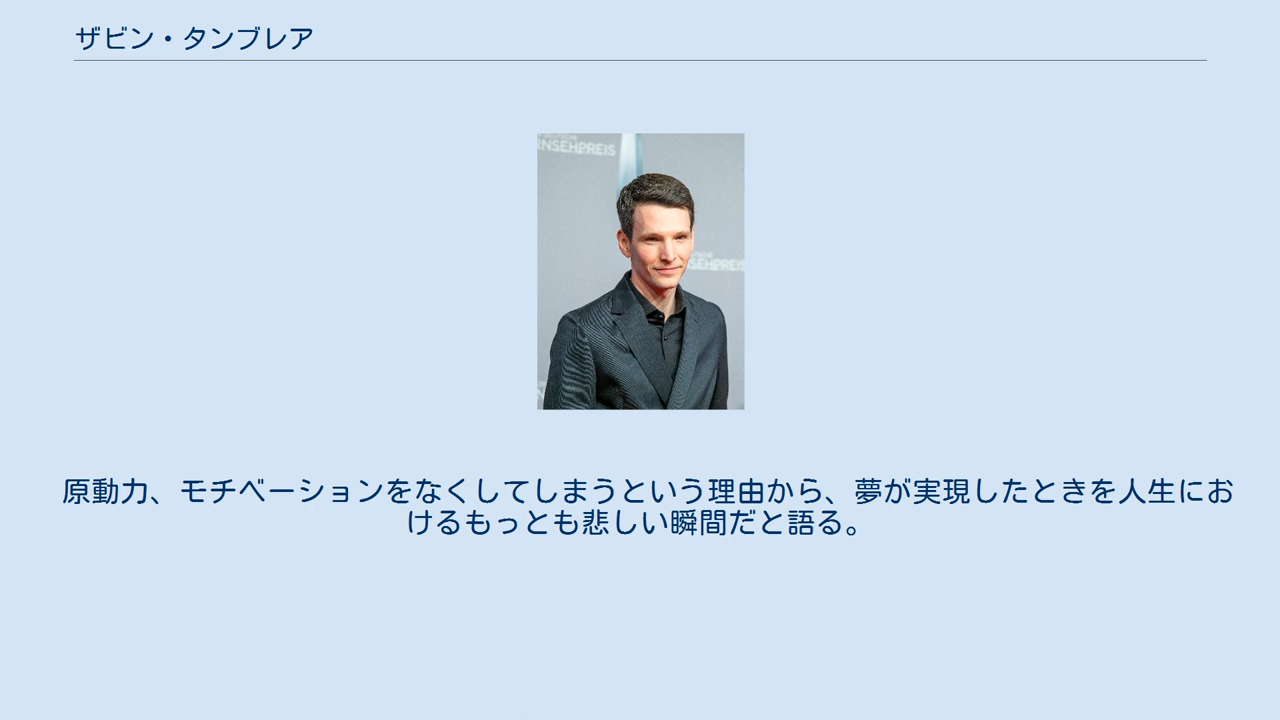 ザビン・タンブレア
RNSEHPREIS
SEHPREIS
原動力、モチベーションをなくしてしまうという理由から、夢が実現したときを人生にお
けるもっとも悲しい瞬間だと語る。